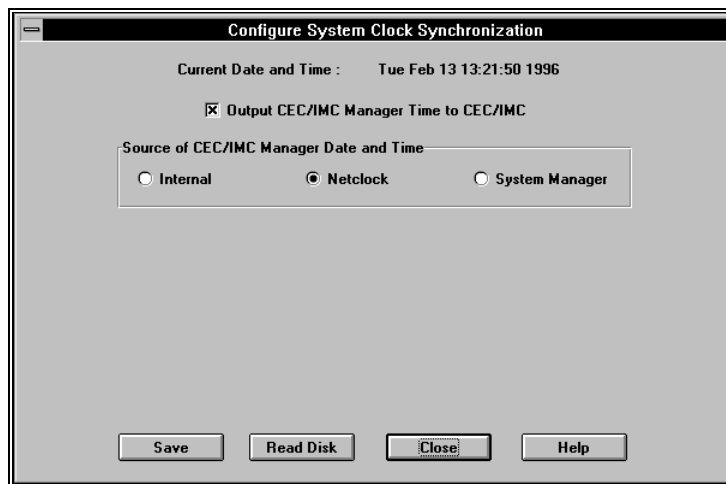 Configure System Clock Synchronization
Current Date and Time : Tue Feb 13 13:21:50 1996
Output CEC/IMC Manager Time to CEC/IMC
Source of CEC/IMC Manager Date and Time
Internal Netclock System Manager
Save Read Disk Close Help